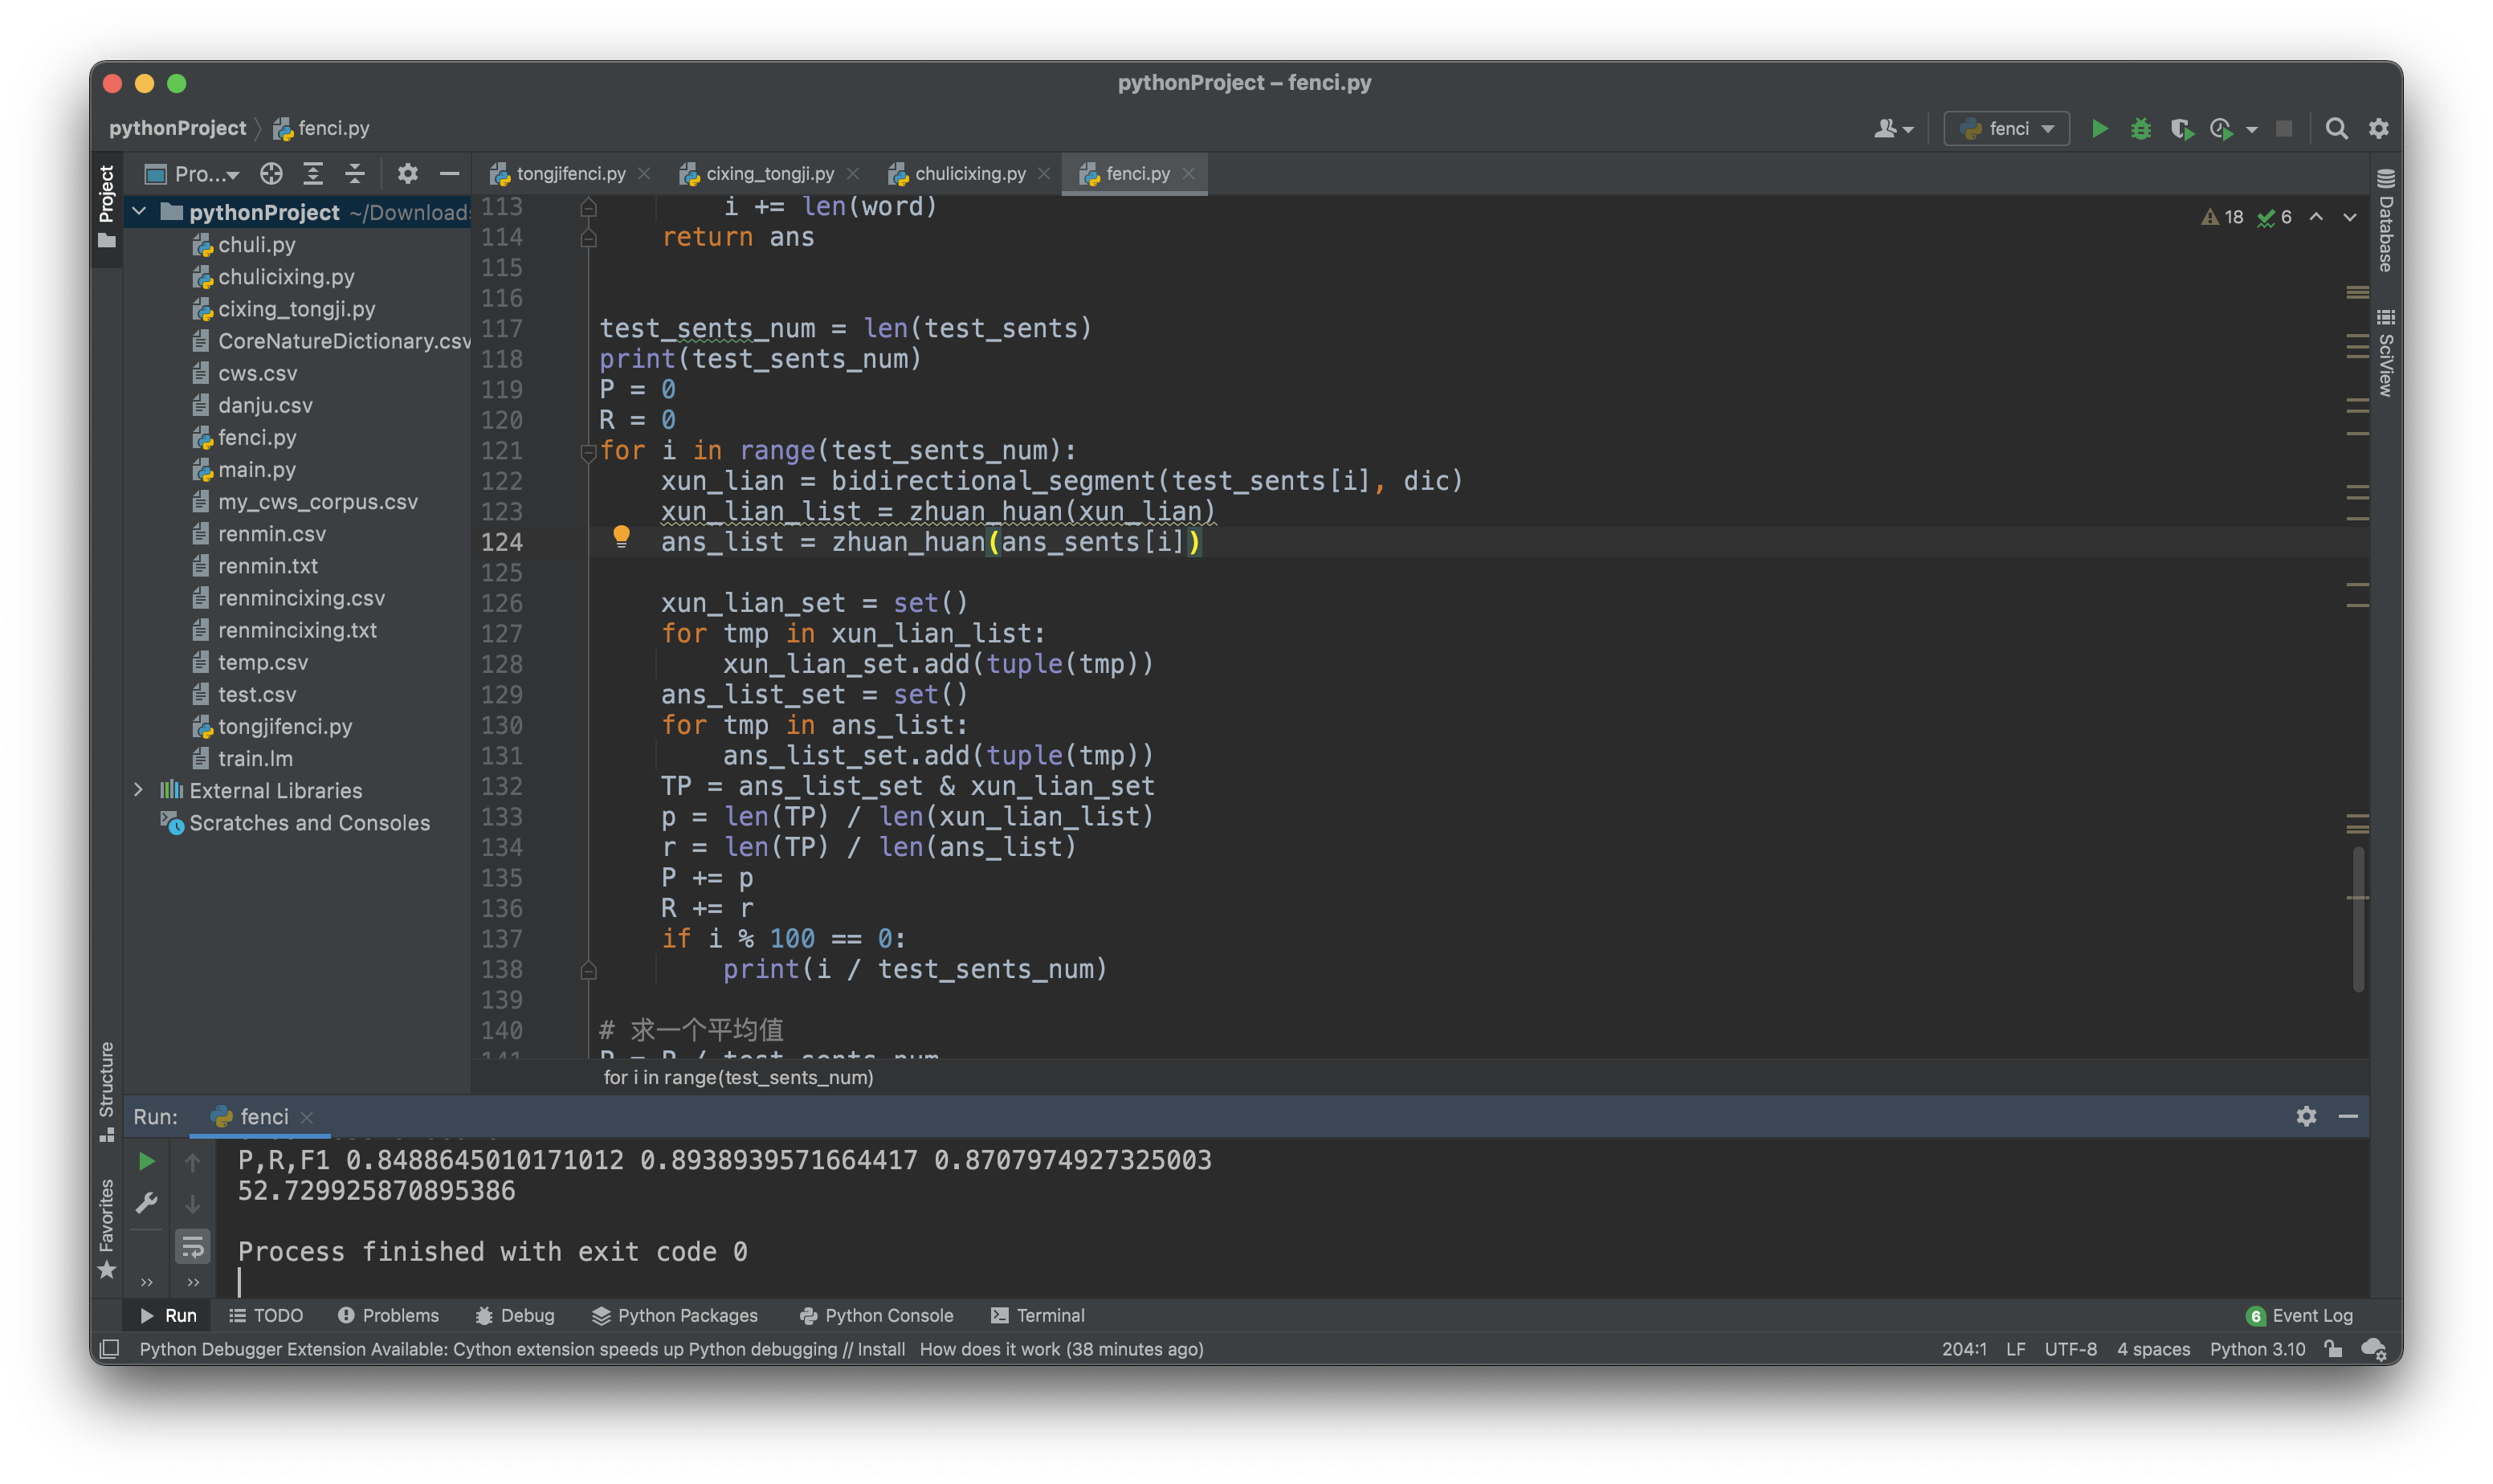 pythonProject – fenci.py
pythonProject
fenci.py
fenci
Project
Pro...
tongjifenci.py
cixing_tongji.py
chulicixing.py
fenci.py
pythonProject ~/Downloads
chuli.py
chulicixing.py
cixing_tongji.py
CoreNatureDictionary.csv
cws.csv
danju.csv
fenci.py
main.py
my_cws_corpus.csv
renmin.csv
renmin.txt
renmincixing.csv
renmincixing.txt
temp.csv
test.csv
tongjifenci.py
train.lm
External Libraries
Scratches and Consoles
18 6
Database
SciView
113 i += len(word)
114 return ans
115
116
117 test_sents_num = len(test_sents)
118 print(test_sents_num)
119 P = 0
120 R = 0
121 for i in range(test_sents_num):
122 xun_lian = bidirectional_segment(test_sents[i], dic)
123 xun_lian_list = zhuan_huan(xun_lian)
124 ans_list = zhuan_huan(ans_sents[i])
125
126 xun_lian_set = set()
127 for tmp in xun_lian_list:
128 xun_lian_set.add(tuple(tmp))
129 ans_list_set = set()
130 for tmp in ans_list:
131 ans_list_set.add(tuple(tmp))
132 TP = ans_list_set & xun_lian_set
133 p = len(TP) / len(xun_lian_list)
134 r = len(TP) / len(ans_list)
135 P += p
136 R += r
137 if i % 100 == 0:
138 print(i / test_sents_num)
139
140 # 求一个平均值
for i in range(test_sents_num)
Structure
Favorites
Run: fenci
P,R,F1 0.8488645010171012 0.8938939571664417 0.8707974927325003
52.729925870895386
Process finished with exit code 0
Run
TODO
Problems
Debug
Python Packages
Python Console
Terminal
6 Event Log
Python Debugger Extension Available: Cython extension speeds up Python debugging // Install How does it work (38 minutes ago)
204:1 LF UTF-8 4 spaces Python 3.10